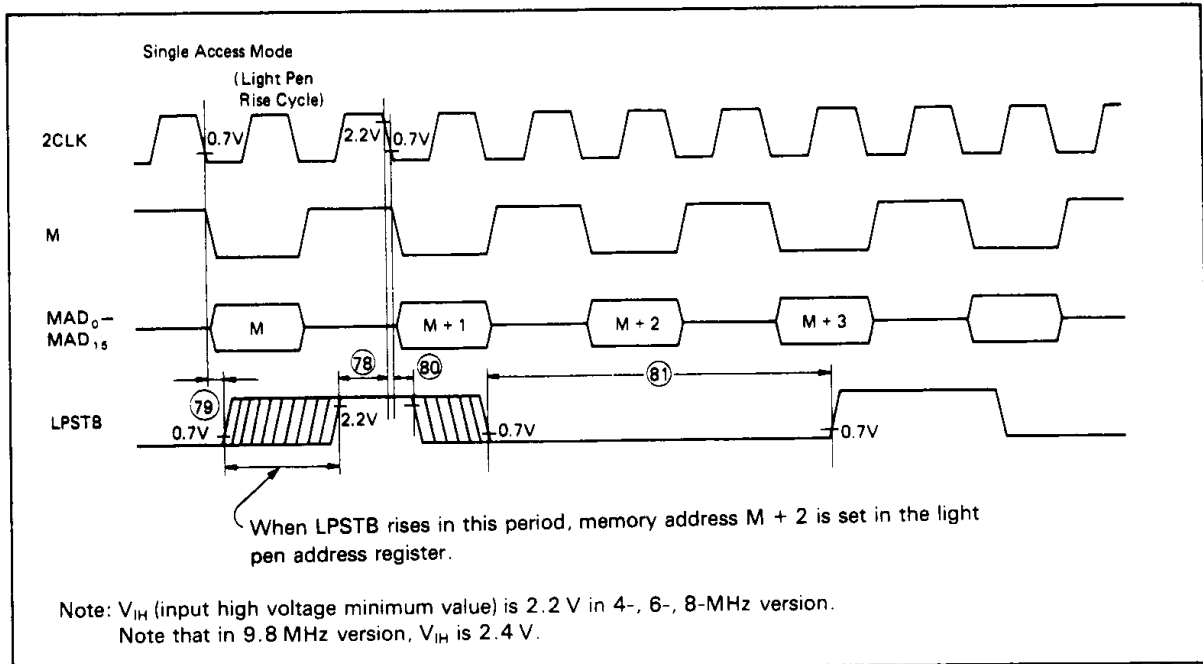 Single Access Mode
(Light Pen
Rise Cycle)
2CLK
0.7V
2.2V
0.7V
M
MAD₀–
MAD₁₅
M
M + 1
M + 2
M + 3
78
80
81
79
LPSTB
0.7V
2.2V
0.7V
0.7V
When LPSTB rises in this period, memory address M + 2 is set in the light
pen address register.
Note: V_IH (input high voltage minimum value) is 2.2 V in 4-, 6-, 8-MHz version.
Note that in 9.8 MHz version, V_IH is 2.4 V.